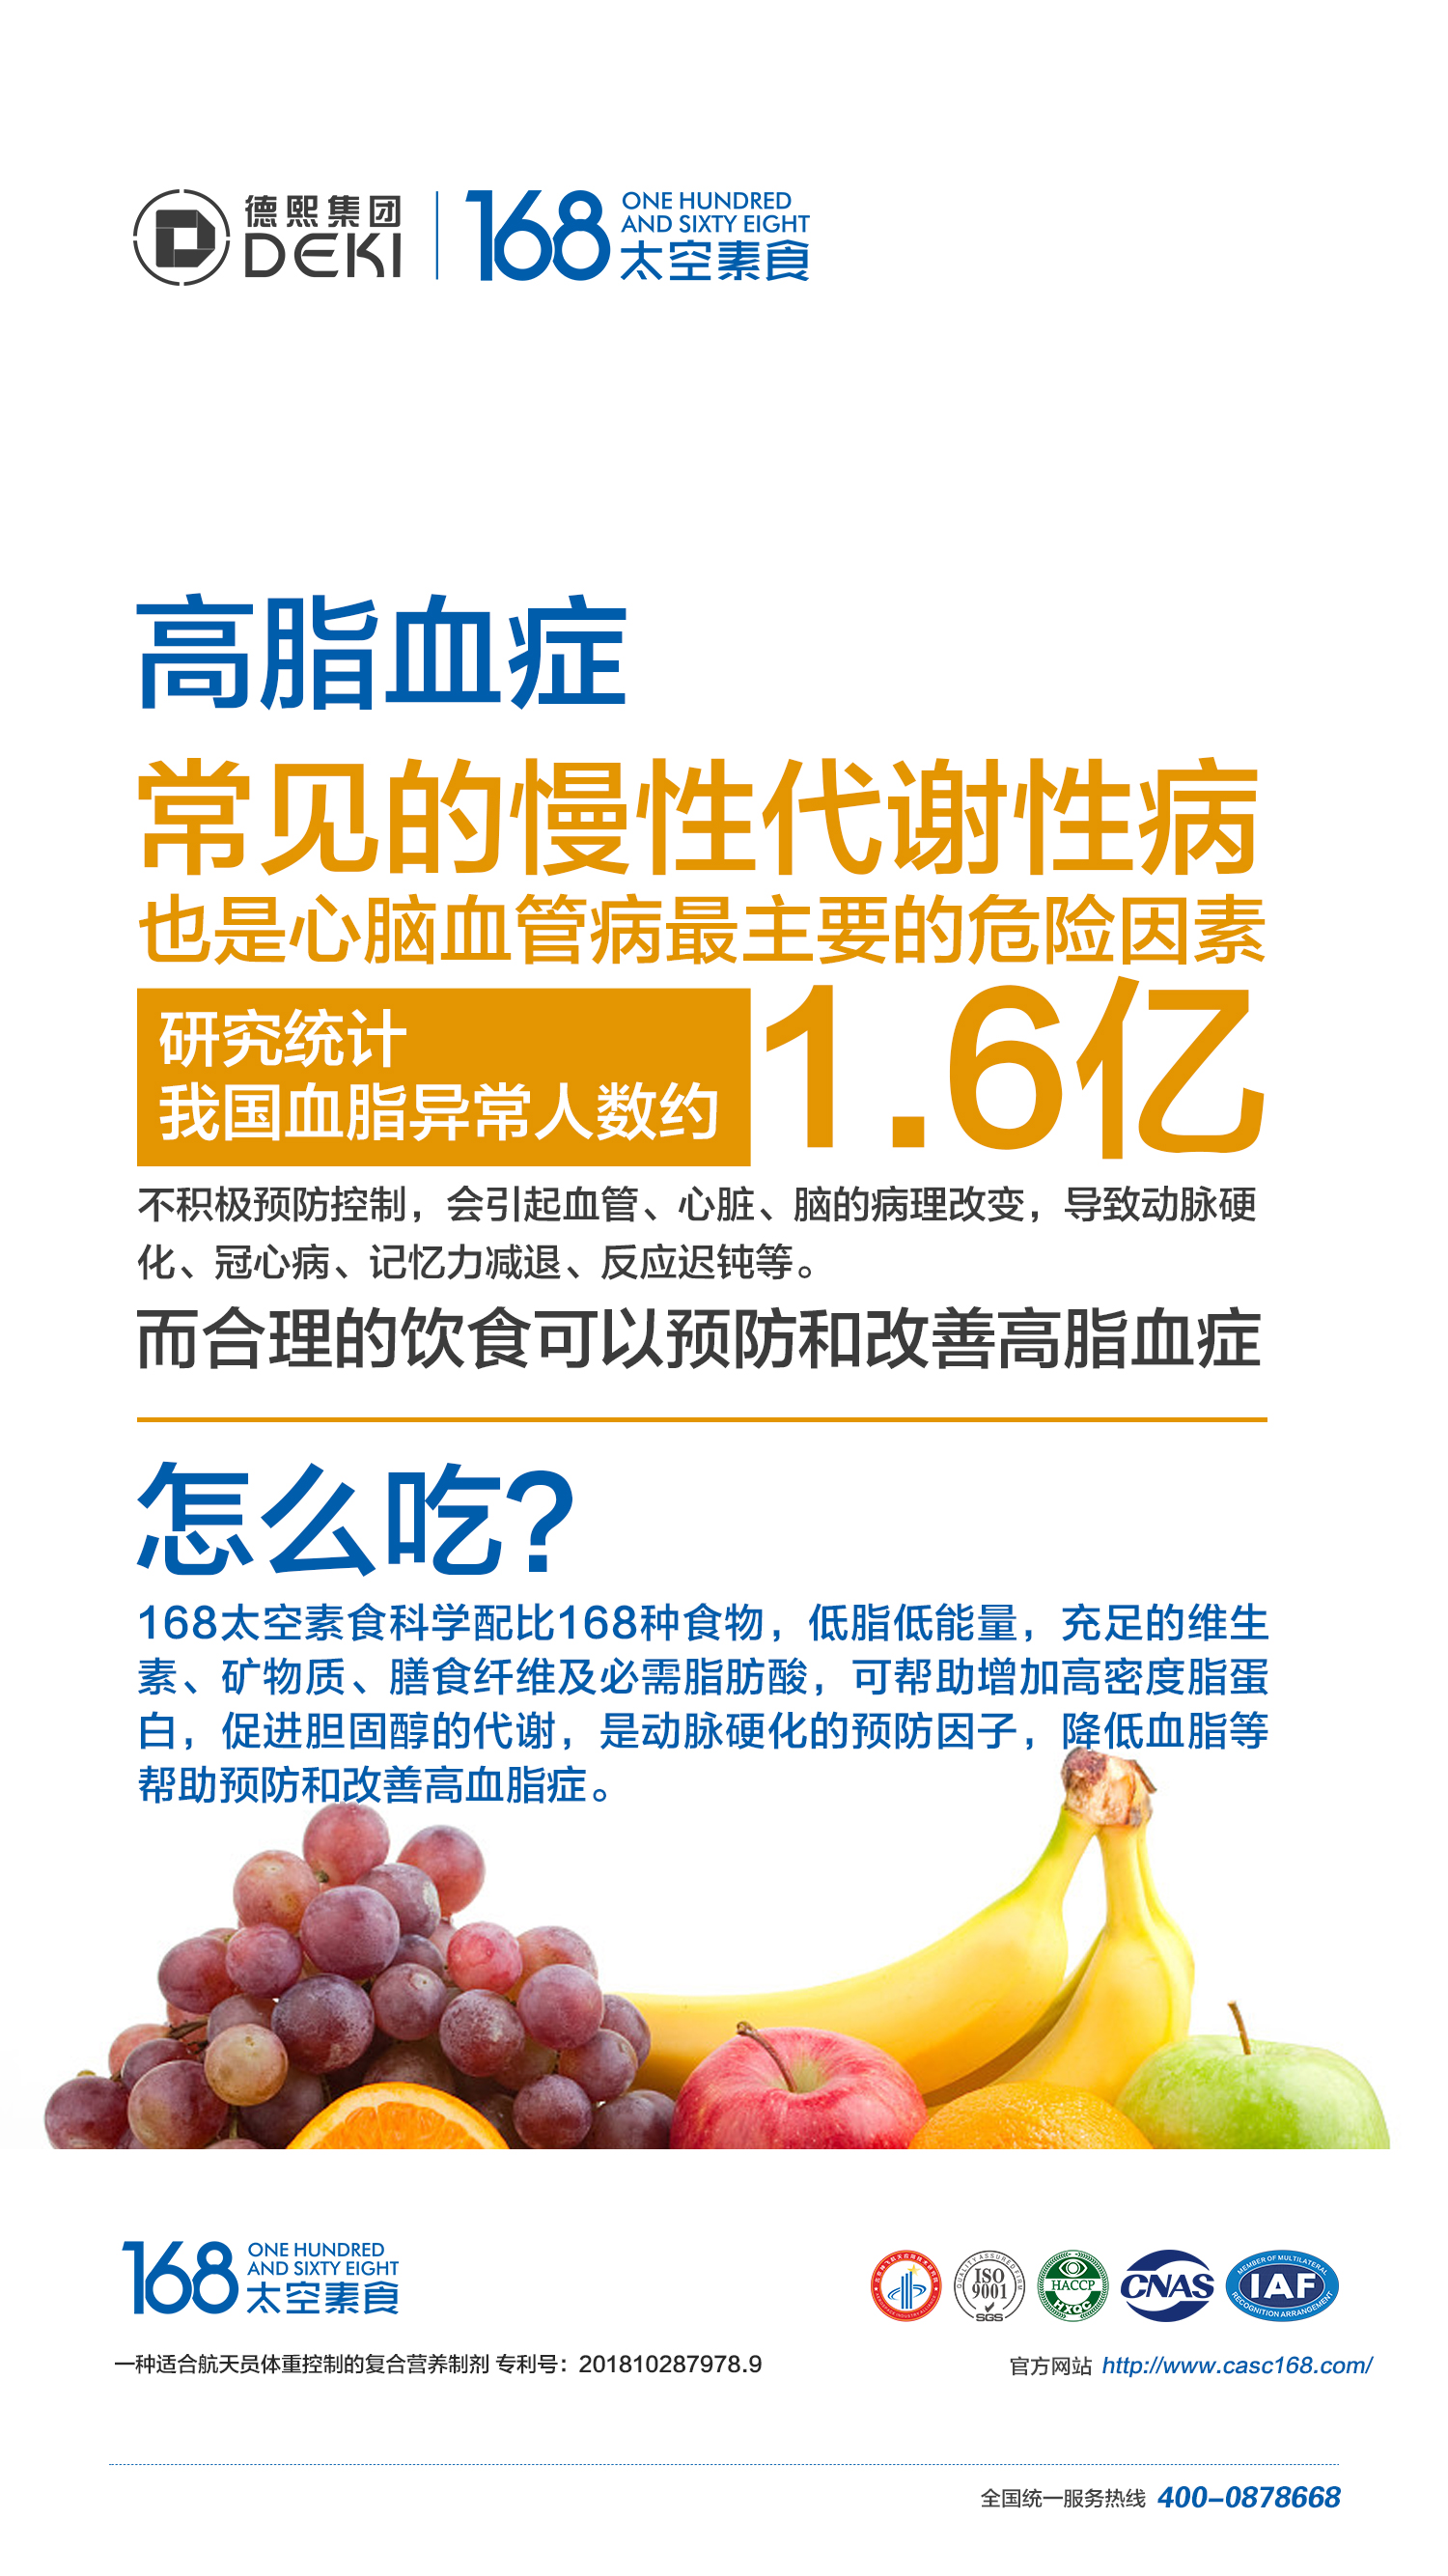 德熙集团
DEKI
168
ONE HUNDRED
AND SIXTY EIGHT
太空素食
高脂血症
常见的慢性代谢性病
也是心脑血管病最主要的危险因素
研究统计
我国血脂异常人数约
1.6亿
不积极预防控制，会引起血管、心脏、脑的病理改变，导致动脉硬
化、冠心病、记忆力减退、反应迟钝等。
而合理的饮食可以预防和改善高脂血症
怎么吃?
168太空素食科学配比168种食物，低脂低能量，充足的维生
素、矿物质、膳食纤维及必需脂肪酸，可帮助增加高密度脂蛋
白，促进胆固醇的代谢，是动脉硬化的预防因子，降低血脂等
帮助预防和改善高血脂症。
168
ONE HUNDRED
AND SIXTY EIGHT
太空素食
QUALITY ASSURED FIRM
ISO
9001
SGS
HACCP
HXQC
CNAS
MEMBER OF MULTILATERAL
IAF
RECOGNITION ARRANGEMENT
一种适合航天员体重控制的复合营养制剂 专利号：201810287978.9
官方网站 http://www.casc168.com/
全国统一服务热线 400-0878668